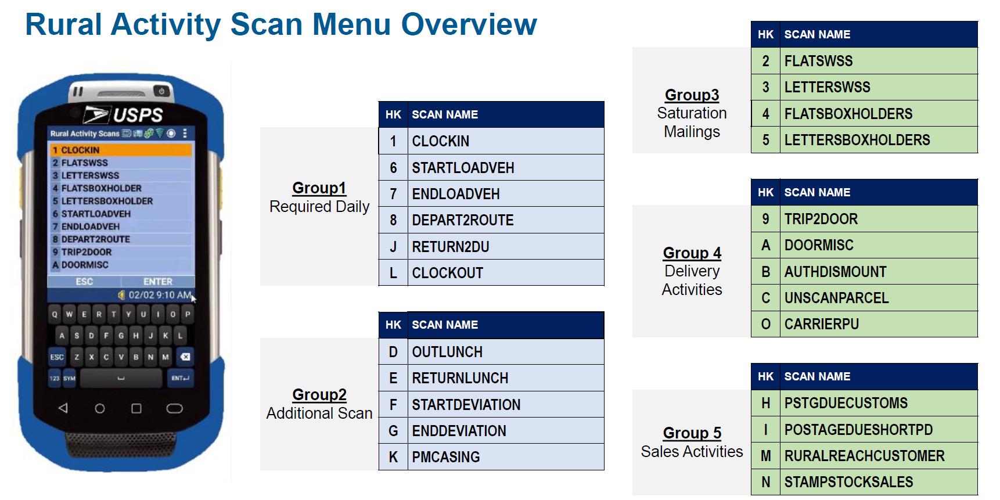 Rural Activity Scan Menu Overview
USPS
Rural Activity Scans
1 CLOCKIN
2 FLATSWSS
3 LETTERSWSS
4 FLATSBOXHOLDER
5 LETTERSBOXHOLDER
6 STARTLOADVEH
7 ENDLOADVEH
8 DEPART2ROUTE
9 TRIP2DOOR
A DOORMISC
ESC ENTER
02/02 9:10 AM
Q W E R T Y U I O P
A S D F G H J K L
ESC Z X C V B N M
123 SYM ENT
Group1
Required Daily
HK SCAN NAME
1 CLOCKIN
6 STARTLOADVEH
7 ENDLOADVEH
8 DEPART2ROUTE
J RETURN2DU
L CLOCKOUT
Group2
Additional Scan
HK SCAN NAME
D OUTLUNCH
E RETURNLUNCH
F STARTDEVIATION
G ENDDEVIATION
K PMCASING
Group3
Saturation
Mailings
HK SCAN NAME
2 FLATSWSS
3 LETTERSWSS
4 FLATSBOXHOLDERS
5 LETTERSBOXHOLDERS
Group 4
Delivery
Activities
HK SCAN NAME
9 TRIP2DOOR
A DOORMISC
B AUTHDISMOUNT
C UNSCANPARCEL
O CARRIERPU
Group 5
Sales Activities
HK SCAN NAME
H PSTGDUECUSTOMS
I POSTAGEDUESHORTPD
M RURALREACHCUSTOMER
N STAMPSTOCKSALES